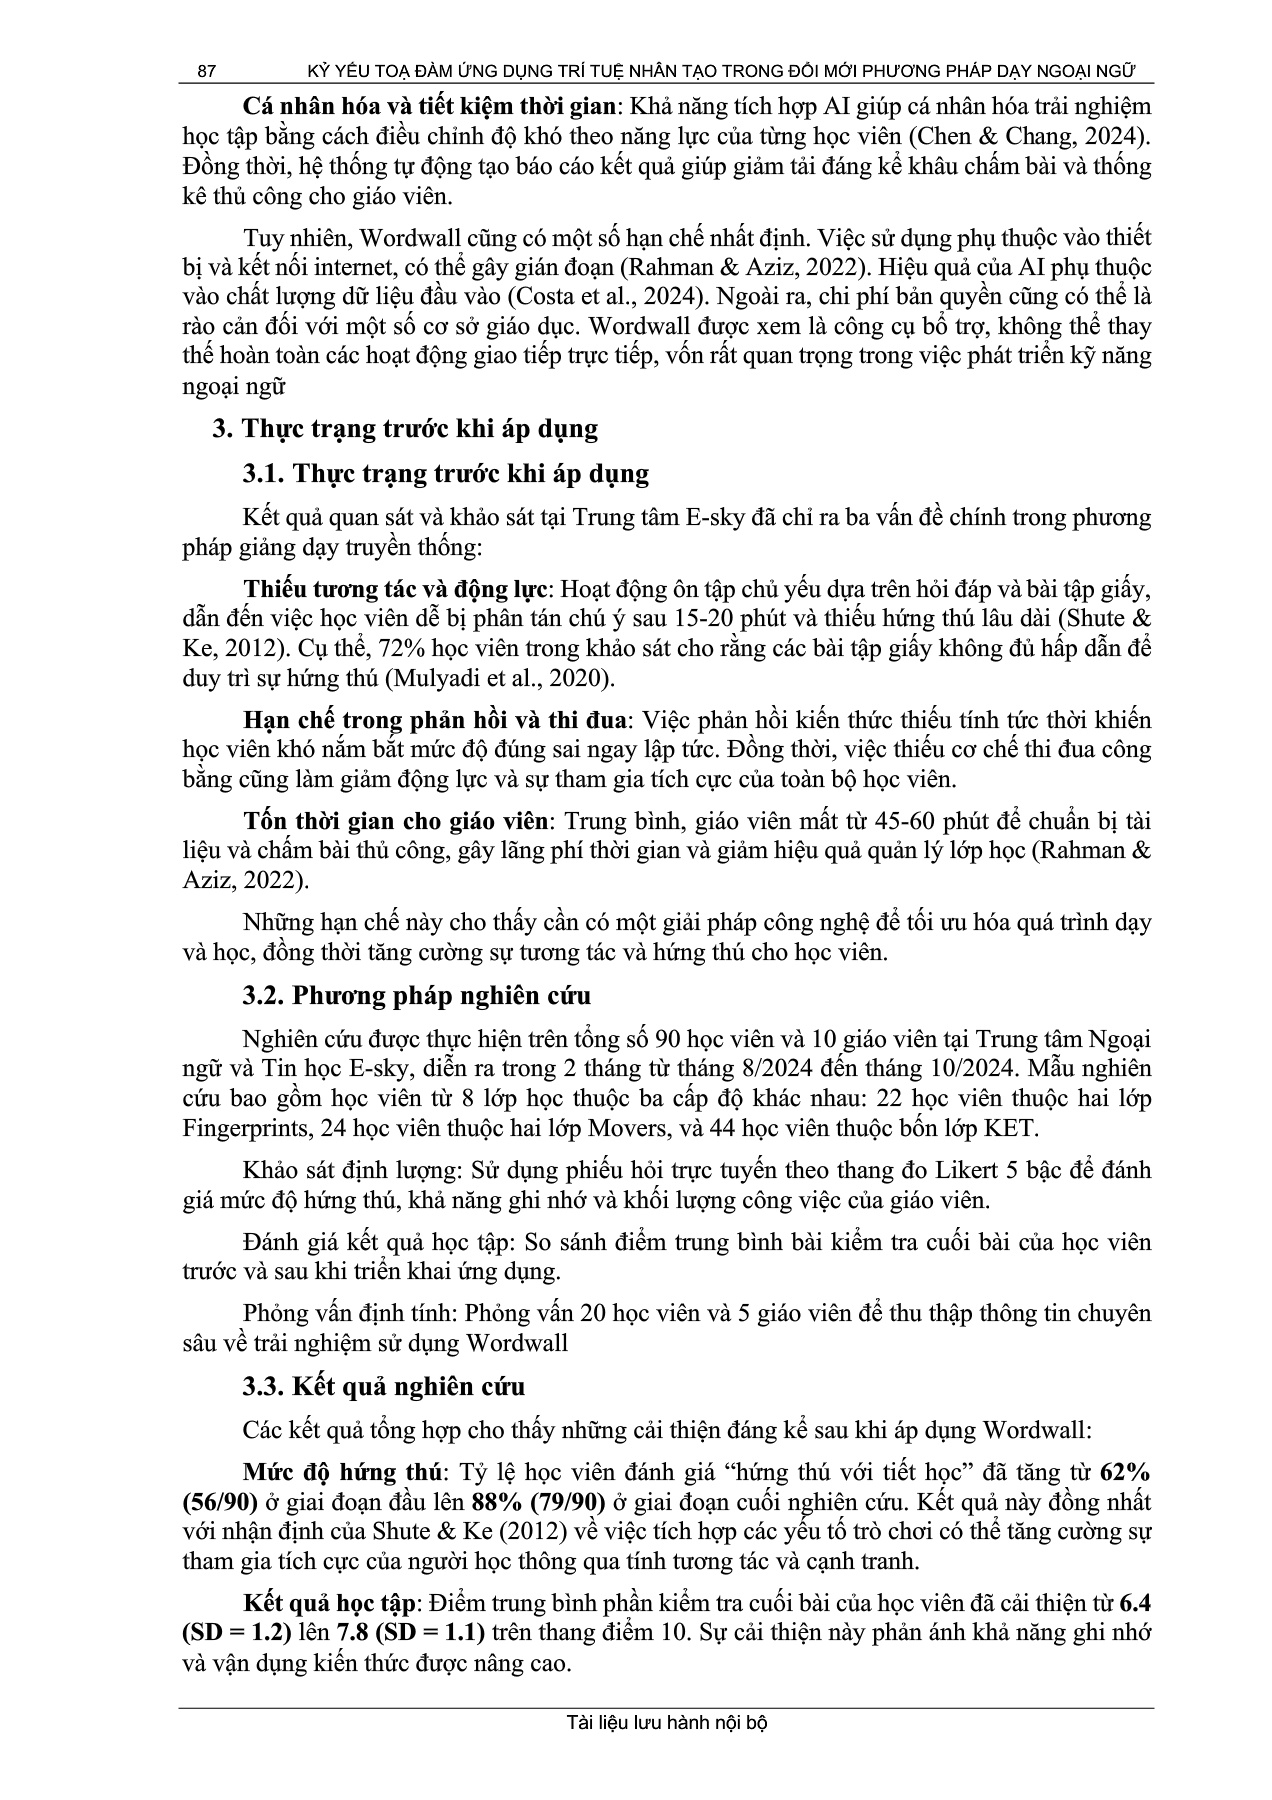 87 KỶ YẾU TOẠ ĐÀM ỨNG DỤNG TRÍ TUỆ NHÂN TẠO TRONG ĐỔI MỚI PHƯƠNG PHÁP DẠY NGOẠI NGỮ
Cá nhân hóa và tiết kiệm thời gian: Khả năng tích hợp AI giúp cá nhân hóa trải nghiệm
học tập bằng cách điều chỉnh độ khó theo năng lực của từng học viên (Chen & Chang, 2024).
Đồng thời, hệ thống tự động tạo báo cáo kết quả giúp giảm tải đáng kể khâu chấm bài và thống
kê thủ công cho giáo viên.
Tuy nhiên, Wordwall cũng có một số hạn chế nhất định. Việc sử dụng phụ thuộc vào thiết
bị và kết nối internet, có thể gây gián đoạn (Rahman & Aziz, 2022). Hiệu quả của AI phụ thuộc
vào chất lượng dữ liệu đầu vào (Costa et al., 2024). Ngoài ra, chi phí bản quyền cũng có thể là
rào cản đối với một số cơ sở giáo dục. Wordwall được xem là công cụ bổ trợ, không thể thay
thế hoàn toàn các hoạt động giao tiếp trực tiếp, vốn rất quan trọng trong việc phát triển kỹ năng
ngoại ngữ
3. Thực trạng trước khi áp dụng
3.1. Thực trạng trước khi áp dụng
Kết quả quan sát và khảo sát tại Trung tâm E-sky đã chỉ ra ba vấn đề chính trong phương
pháp giảng dạy truyền thống:
Thiếu tương tác và động lực: Hoạt động ôn tập chủ yếu dựa trên hỏi đáp và bài tập giấy,
dẫn đến việc học viên dễ bị phân tán chú ý sau 15-20 phút và thiếu hứng thú lâu dài (Shute &
Ke, 2012). Cụ thể, 72% học viên trong khảo sát cho rằng các bài tập giấy không đủ hấp dẫn để
duy trì sự hứng thú (Mulyadi et al., 2020).
Hạn chế trong phản hồi và thi đua: Việc phản hồi kiến thức thiếu tính tức thời khiến
học viên khó nắm bắt mức độ đúng sai ngay lập tức. Đồng thời, việc thiếu cơ chế thi đua công
bằng cũng làm giảm động lực và sự tham gia tích cực của toàn bộ học viên.
Tốn thời gian cho giáo viên: Trung bình, giáo viên mất từ 45-60 phút để chuẩn bị tài
liệu và chấm bài thủ công, gây lãng phí thời gian và giảm hiệu quả quản lý lớp học (Rahman &
Aziz, 2022).
Những hạn chế này cho thấy cần có một giải pháp công nghệ để tối ưu hóa quá trình dạy
và học, đồng thời tăng cường sự tương tác và hứng thú cho học viên.
3.2. Phương pháp nghiên cứu
Nghiên cứu được thực hiện trên tổng số 90 học viên và 10 giáo viên tại Trung tâm Ngoại
ngữ và Tin học E-sky, diễn ra trong 2 tháng từ tháng 8/2024 đến tháng 10/2024. Mẫu nghiên
cứu bao gồm học viên từ 8 lớp học thuộc ba cấp độ khác nhau: 22 học viên thuộc hai lớp
Fingerprints, 24 học viên thuộc hai lớp Movers, và 44 học viên thuộc bốn lớp KET.
Khảo sát định lượng: Sử dụng phiếu hỏi trực tuyến theo thang đo Likert 5 bậc để đánh
giá mức độ hứng thú, khả năng ghi nhớ và khối lượng công việc của giáo viên.
Đánh giá kết quả học tập: So sánh điểm trung bình bài kiểm tra cuối bài của học viên
trước và sau khi triển khai ứng dụng.
Phỏng vấn định tính: Phỏng vấn 20 học viên và 5 giáo viên để thu thập thông tin chuyên
sâu về trải nghiệm sử dụng Wordwall
3.3. Kết quả nghiên cứu
Các kết quả tổng hợp cho thấy những cải thiện đáng kể sau khi áp dụng Wordwall:
Mức độ hứng thú: Tỷ lệ học viên đánh giá “hứng thú với tiết học” đã tăng từ 62%
(56/90) ở giai đoạn đầu lên 88% (79/90) ở giai đoạn cuối nghiên cứu. Kết quả này đồng nhất
với nhận định của Shute & Ke (2012) về việc tích hợp các yếu tố trò chơi có thể tăng cường sự
tham gia tích cực của người học thông qua tính tương tác và cạnh tranh.
Kết quả học tập: Điểm trung bình phần kiểm tra cuối bài của học viên đã cải thiện từ 6.4
(SD = 1.2) lên 7.8 (SD = 1.1) trên thang điểm 10. Sự cải thiện này phản ánh khả năng ghi nhớ
và vận dụng kiến thức được nâng cao.
Tài liệu lưu hành nội bộ